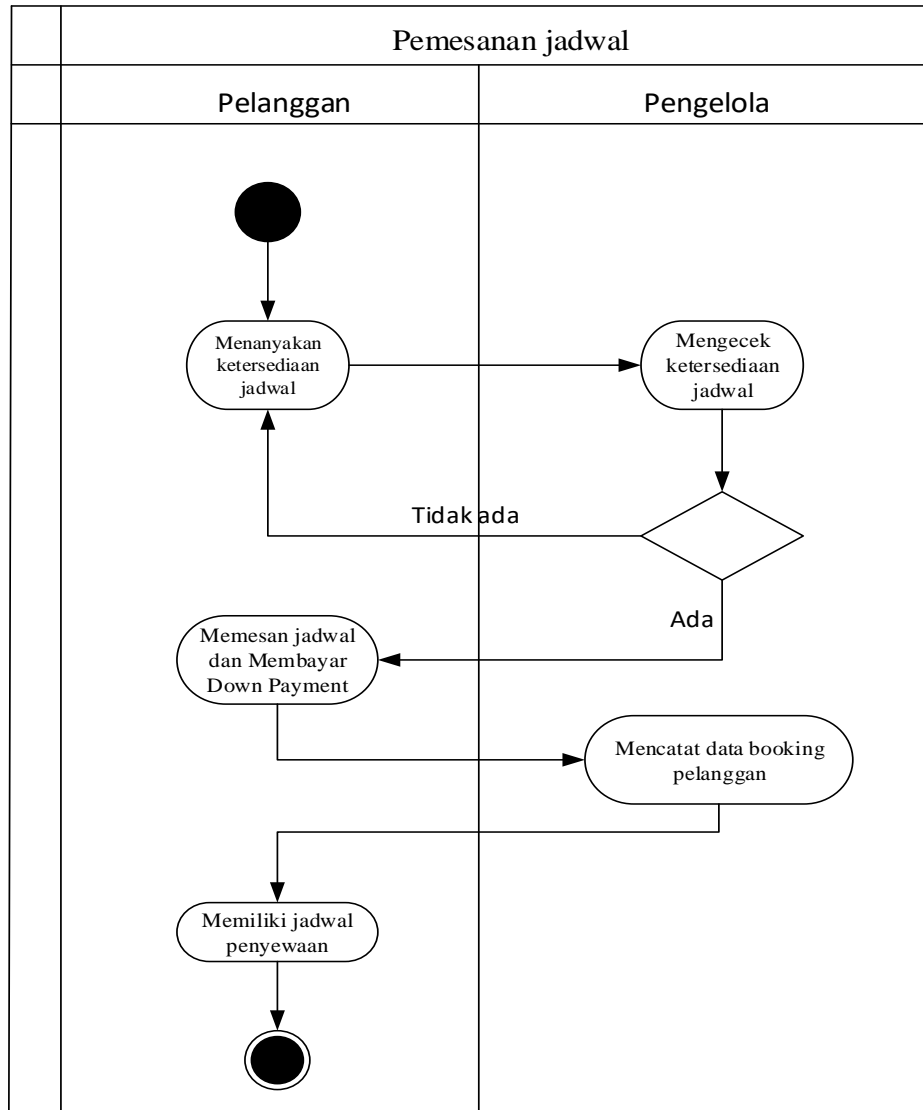 Pemesanan jadwal
Pelanggan
Pengelola
Menanyakan
ketersediaan
jadwal
Mengecek
ketersediaan
jadwal
Tidak ada
Ada
Memesan jadwal
dan Membayar
Down Payment
Mencatat data booking
pelanggan
Memiliki jadwal
penyewaan